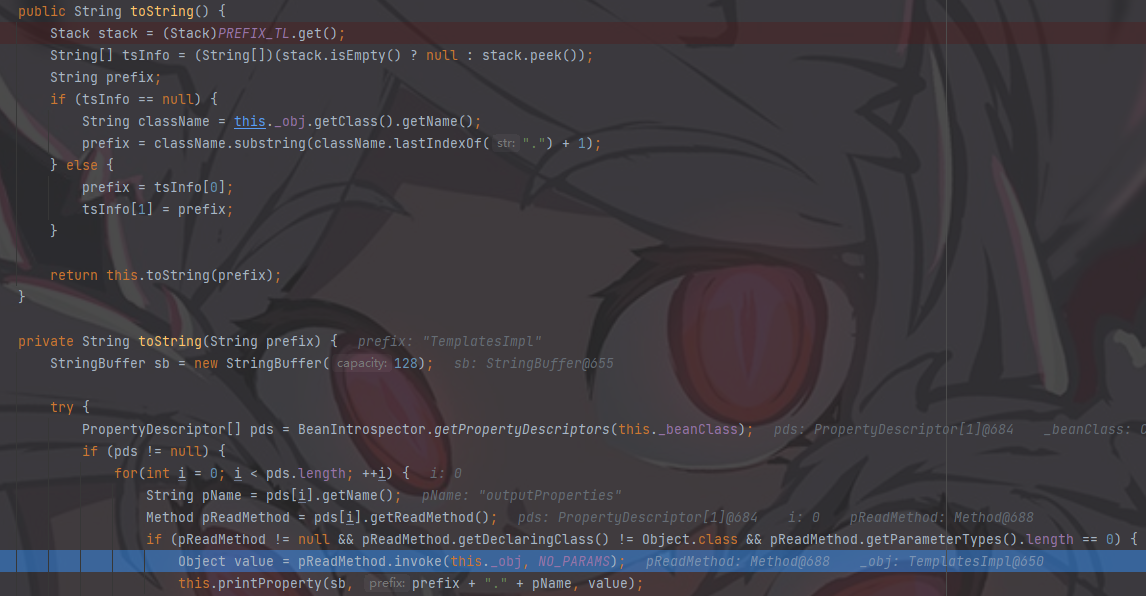 public String toString() {
Stack stack = (Stack)PREFIX_TL.get();
String[] tsInfo = (String[])(stack.isEmpty() ? null : stack.peek());
String prefix;
if (tsInfo == null) {
String className = this._obj.getClass().getName();
prefix = className.substring(className.lastIndexOf( str: ".") + 1);
} else {
prefix = tsInfo[0];
tsInfo[1] = prefix;
}
return this.toString(prefix);
}
private String toString(String prefix) { prefix: "TemplatesImpl"
StringBuffer sb = new StringBuffer( capacity: 128); sb: StringBuffer@655
try {
PropertyDescriptor[] pds = BeanIntrospector.getPropertyDescriptors(this._beanClass); pds: PropertyDescriptor[1]@684 _beanClass:
if (pds != null) {
for(int i = 0; i < pds.length; ++i) { i: 0
String pName = pds[i].getName(); pName: "outputProperties"
Method pReadMethod = pds[i].getReadMethod(); pds: PropertyDescriptor[1]@684 i: 0 pReadMethod: Method@688
if (pReadMethod != null && pReadMethod.getDeclaringClass() != Object.class && pReadMethod.getParameterTypes().length == 0) {
Object value = pReadMethod.invoke(this._obj, NO_PARAMS); pReadMethod: Method@688 _obj: TemplatesImpl@650
this.printProperty(sb, prefix: prefix + "." + pName, value);